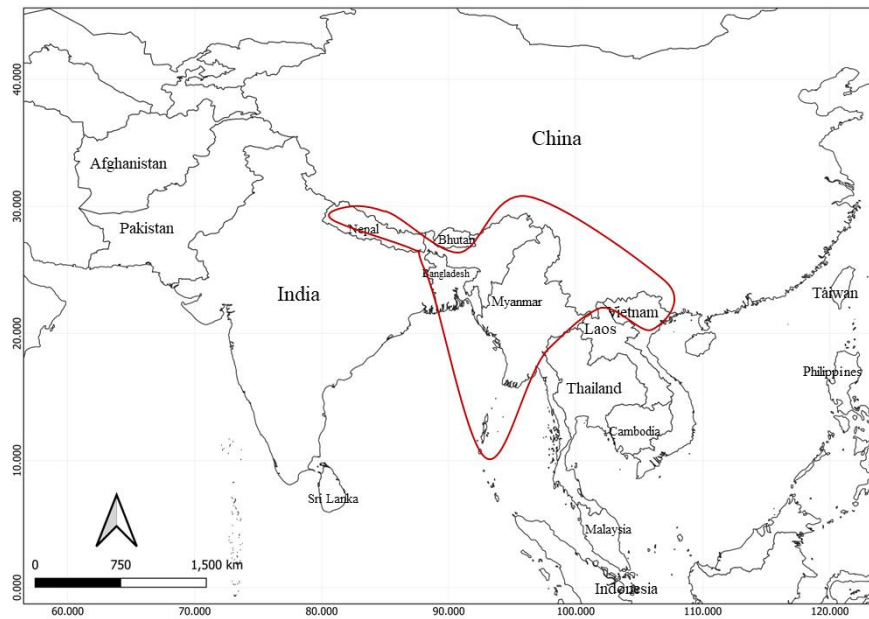 China
Afghanistan
Pakistan
Nepal
Bhutan
Bangladesh
India
Myanmar
Taiwan
Vietnam
Laos
Thailand
Philippines
Cambodia
Sri Lanka
Malaysia
Indonesia
0 750 1,500 km
40.000
30.000
20.000
10.000
0.000
60.000 70.000 80.000 90.000 100.000 110.000 120.000